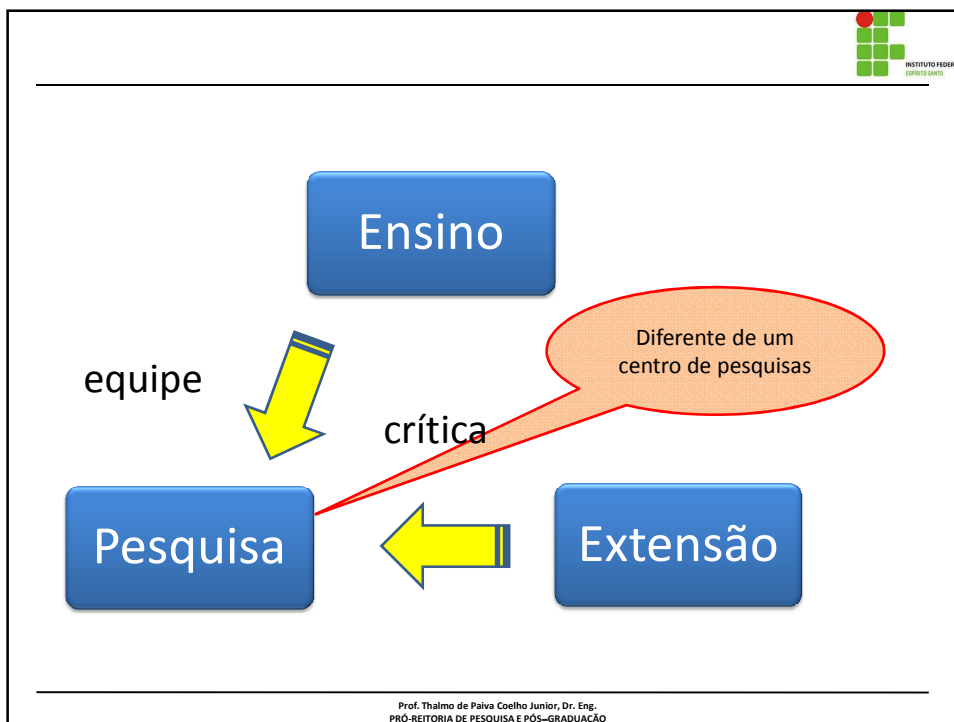 INSTITUTO FEDER
ESPÍRITO SANTO
Ensino
Diferente de um
centro de pesquisas
equipe
crítica
Pesquisa
Extensão
Prof. Thalmo de Paiva Coelho Junior, Dr. Eng.
PRÓ-REITORIA DE PESQUISA E PÓS–GRADUAÇÃO